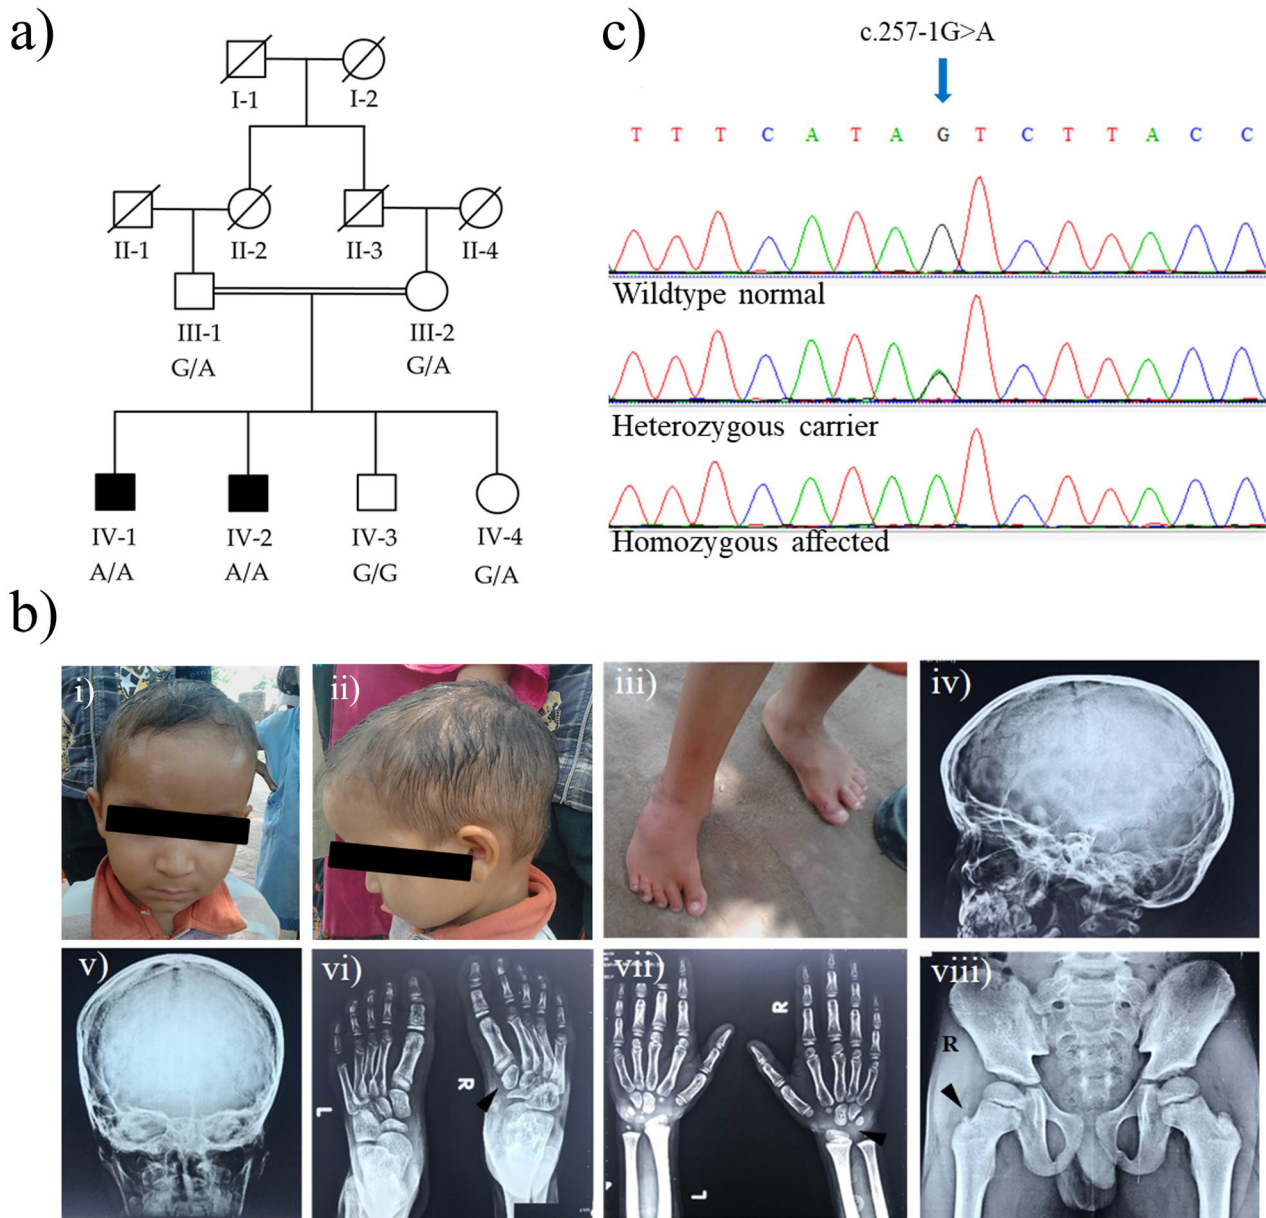 a)
I-1 I-2
II-1 II-2 II-3 II-4
III-1 III-2
G/A G/A
IV-1 IV-2 IV-3 IV-4
A/A A/A G/G G/A
c)
c.257-1G>A
T T T C A T A G T C T T A C C
Wildtype normal
Heterozygous carrier
Homozygous affected
b)
i) ii) iii) iv)
v) vi) vii) viii)
L R R L R